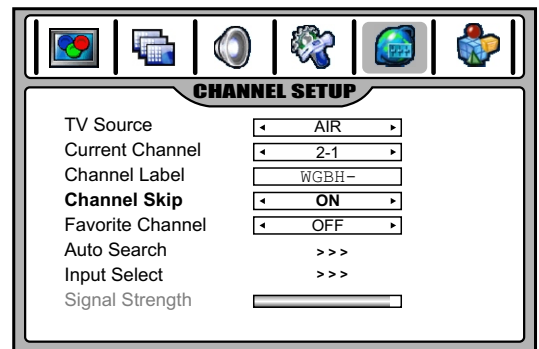 CHANNEL SETUP
TV Source AIR
Current Channel 2-1
Channel Label WGBH-
Channel Skip ON
Favorite Channel OFF
Auto Search >>>
Input Select >>>
Signal Strength